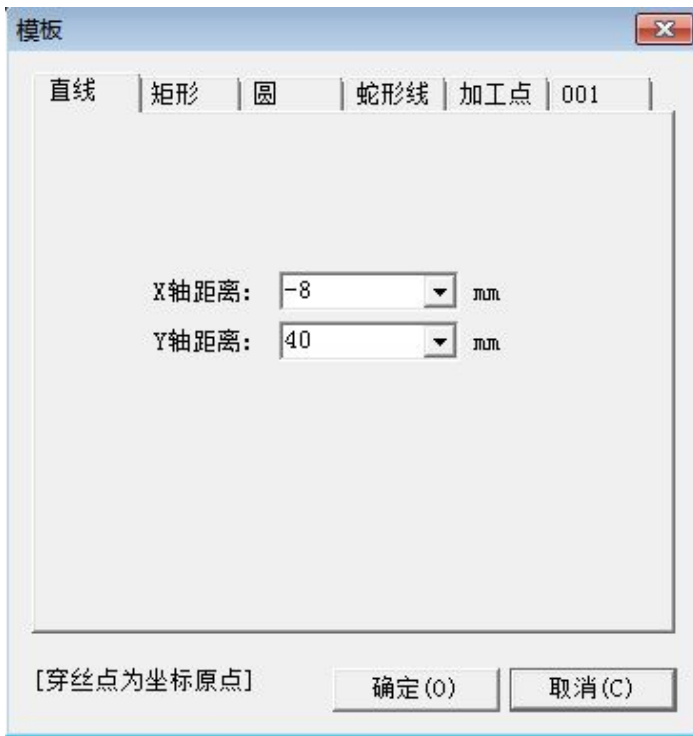 模板
直线 矩形 圆 蛇形线 加工点 001
X轴距离: -8 mm
Y轴距离: 40 mm
[穿丝点为坐标原点] 确定(O) 取消(C)